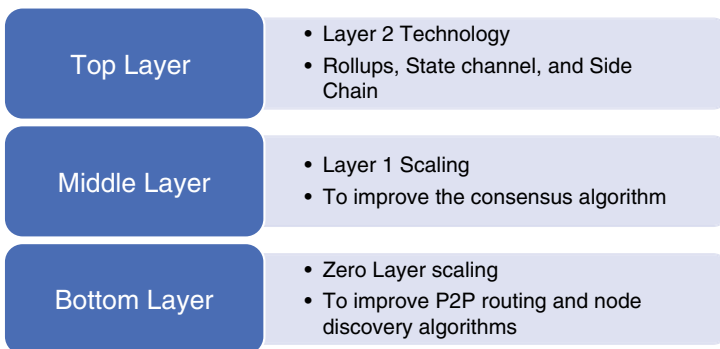 Top Layer
• Layer 2 Technology
• Rollups, State channel, and Side
Chain
Middle Layer
• Layer 1 Scaling
• To improve the consensus algorithm
Bottom Layer
• Zero Layer scaling
• To improve P2P routing and node
discovery algorithms